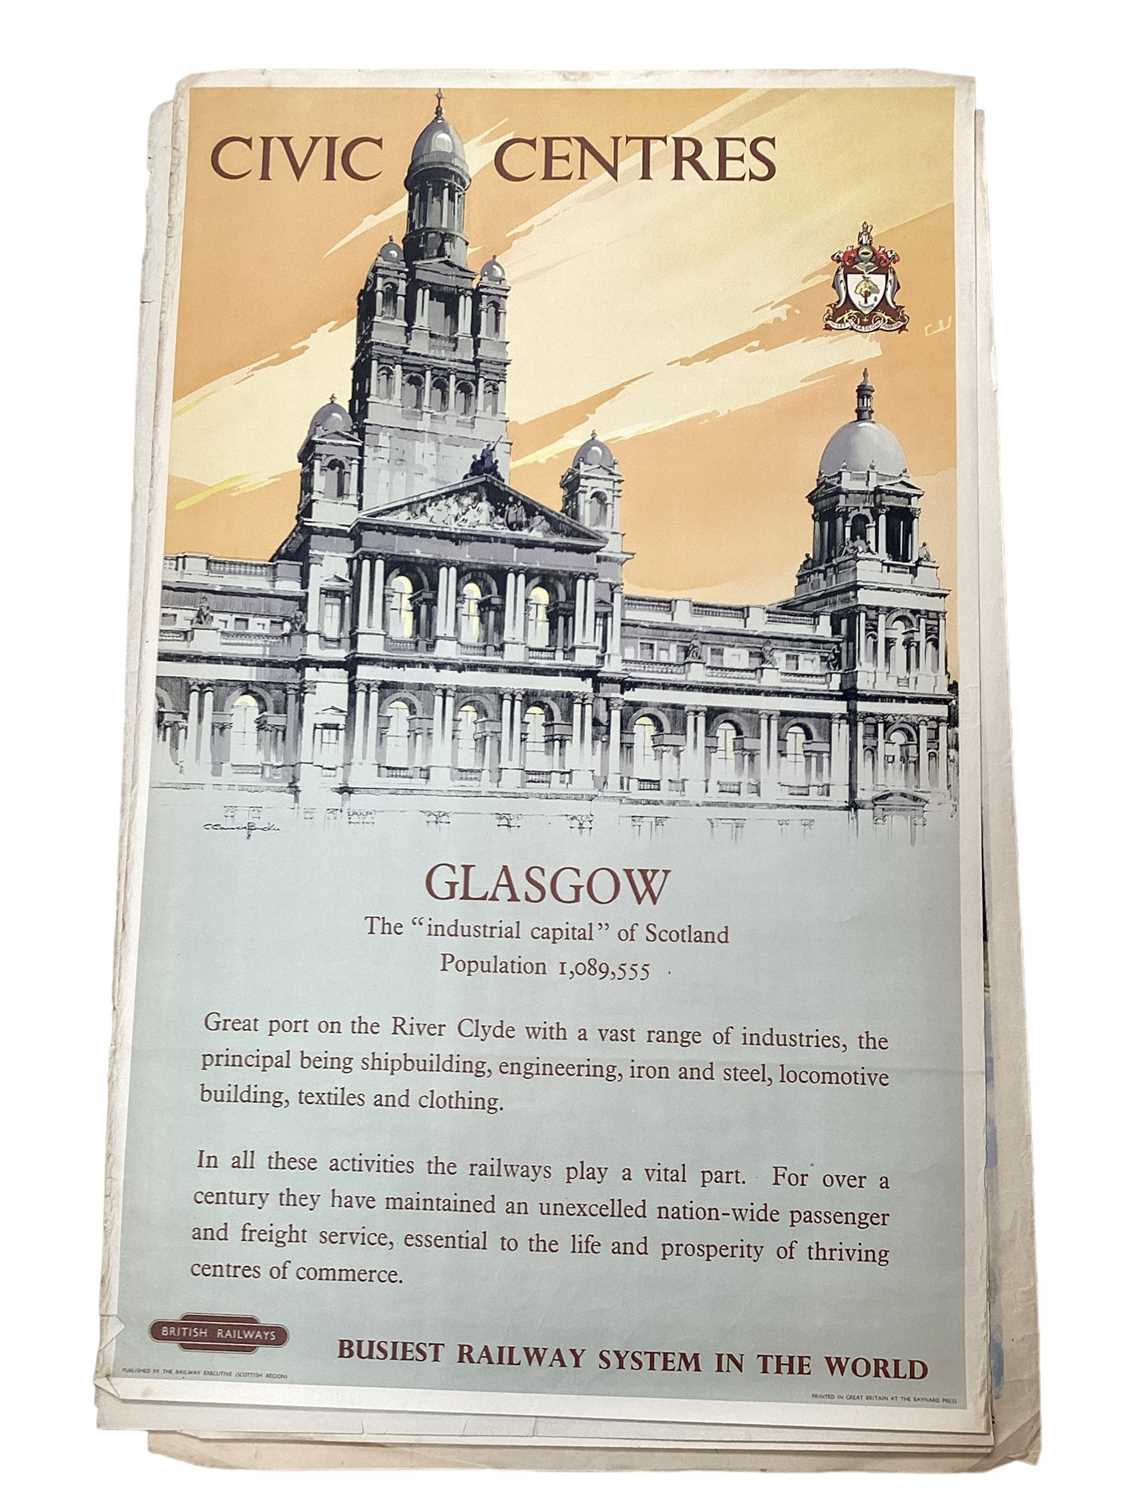 CIVIC CENTRES
GLASGOW
The “industrial capital” of Scotland
Population 1,089,555
Great port on the River Clyde with a vast range of industries, the
principal being shipbuilding, engineering, iron and steel, locomotive
building, textiles and clothing.
In all these activities the railways play a vital part. For over a
century they have maintained an unexcelled nation-wide passenger
and freight service, essential to the life and prosperity of thriving
centres of commerce.
BRITISH RAILWAYS
BUSIEST RAILWAY SYSTEM IN THE WORLD
PUBLISHED BY THE RAILWAY EXECUTIVE (SCOTTISH REGION)
PRINTED IN GREAT BRITAIN AT THE BAYNARD PRESS